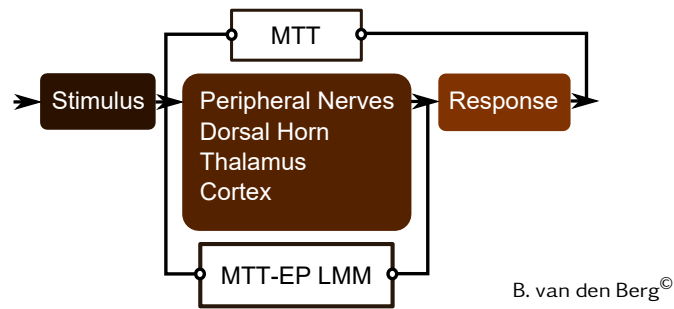 MTT
Stimulus
Peripheral Nerves
Dorsal Horn
Thalamus
Cortex
Response
MTT-EP LMM
B. van den Berg©